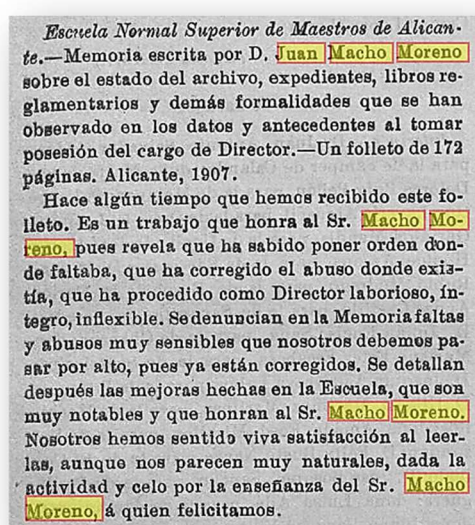 Escuela Normal Superior de Maestros de Alican-
te.—Memoria escrita por D. Juan Macho Moreno
sobre el estado del archivo, expedientes, libros re-
glamentarios y demás formalidades que se han
observado en los datos y antecedentes al tomar
posesión del cargo de Director.—Un folleto de 172
páginas. Alicante, 1907.
Hace algún tiempo que hemos recibido este fo-
lleto. Es un trabajo que honra al Sr. Macho Mo-
reno, pues revela que ha sabido poner orden don-
de faltaba, que ha corregido el abuso donde exis-
tía, que ha procedido como Director laborioso, ín-
tegro, inflexible. Se denuncian en la Memoria faltas
y abusos muy sensibles que nosotros debemos pa-
sar por alto, pues ya están corregidos. Se detallan
después las mejoras hechas en la Escuela, que son
muy notables y que honran al Sr. Macho Moreno.
Nosotros hemos sentido viva satisfacción al leer-
las, aunque nos parecen muy naturales, dada la
actividad y celo por la enseñanza del Sr. Macho
Moreno, á quien felicitamos.